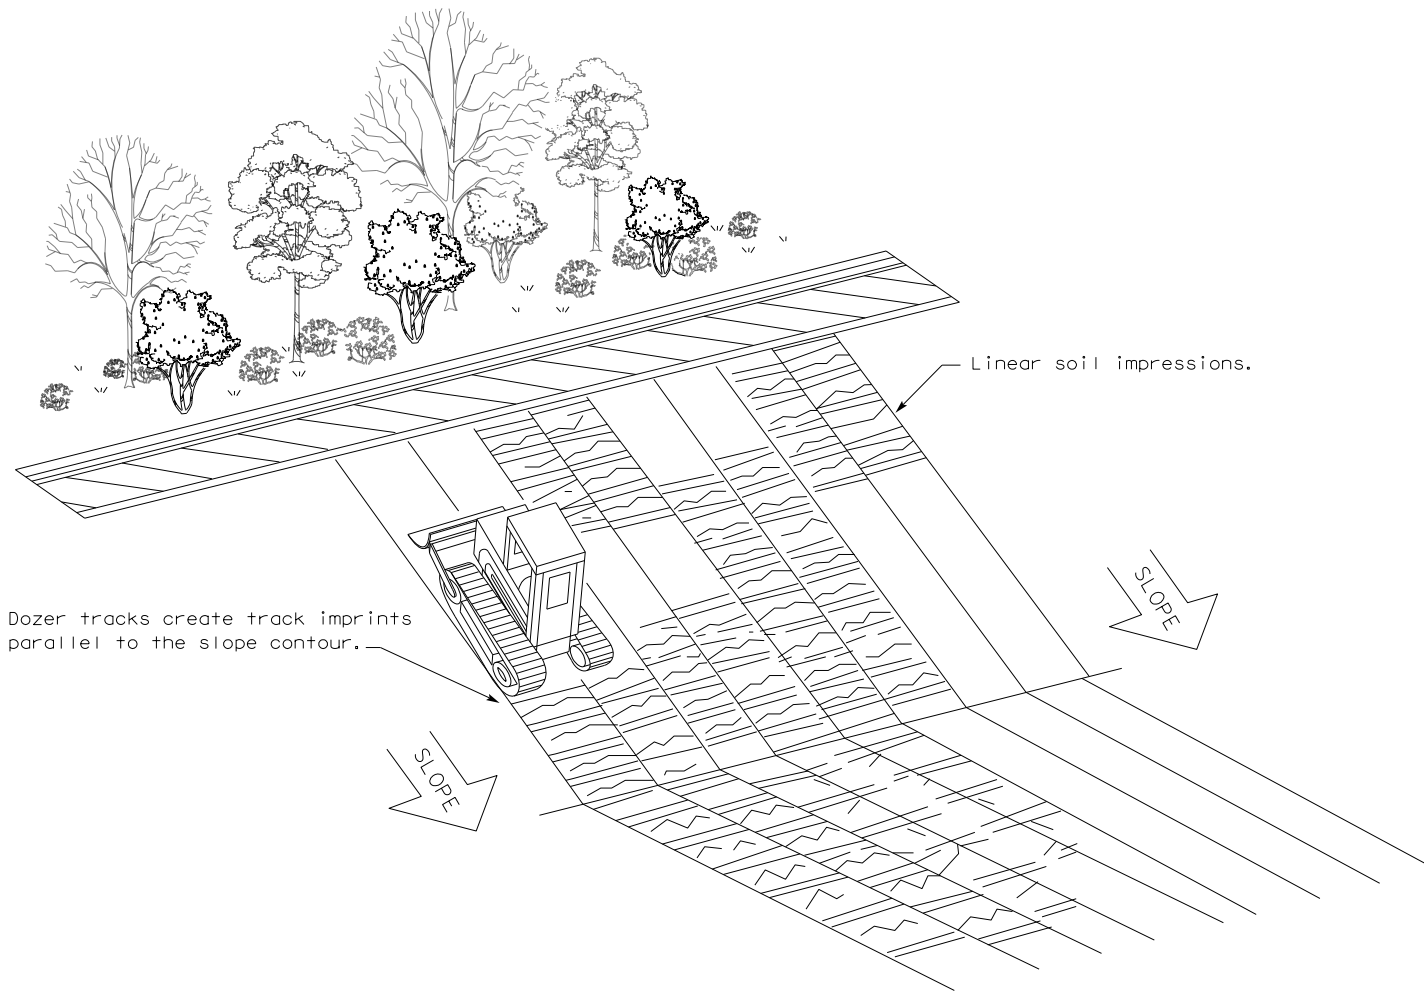 Linear soil impressions.
SLOPE
Dozer tracks create track imprints
parallel to the slope contour.
SLOPE